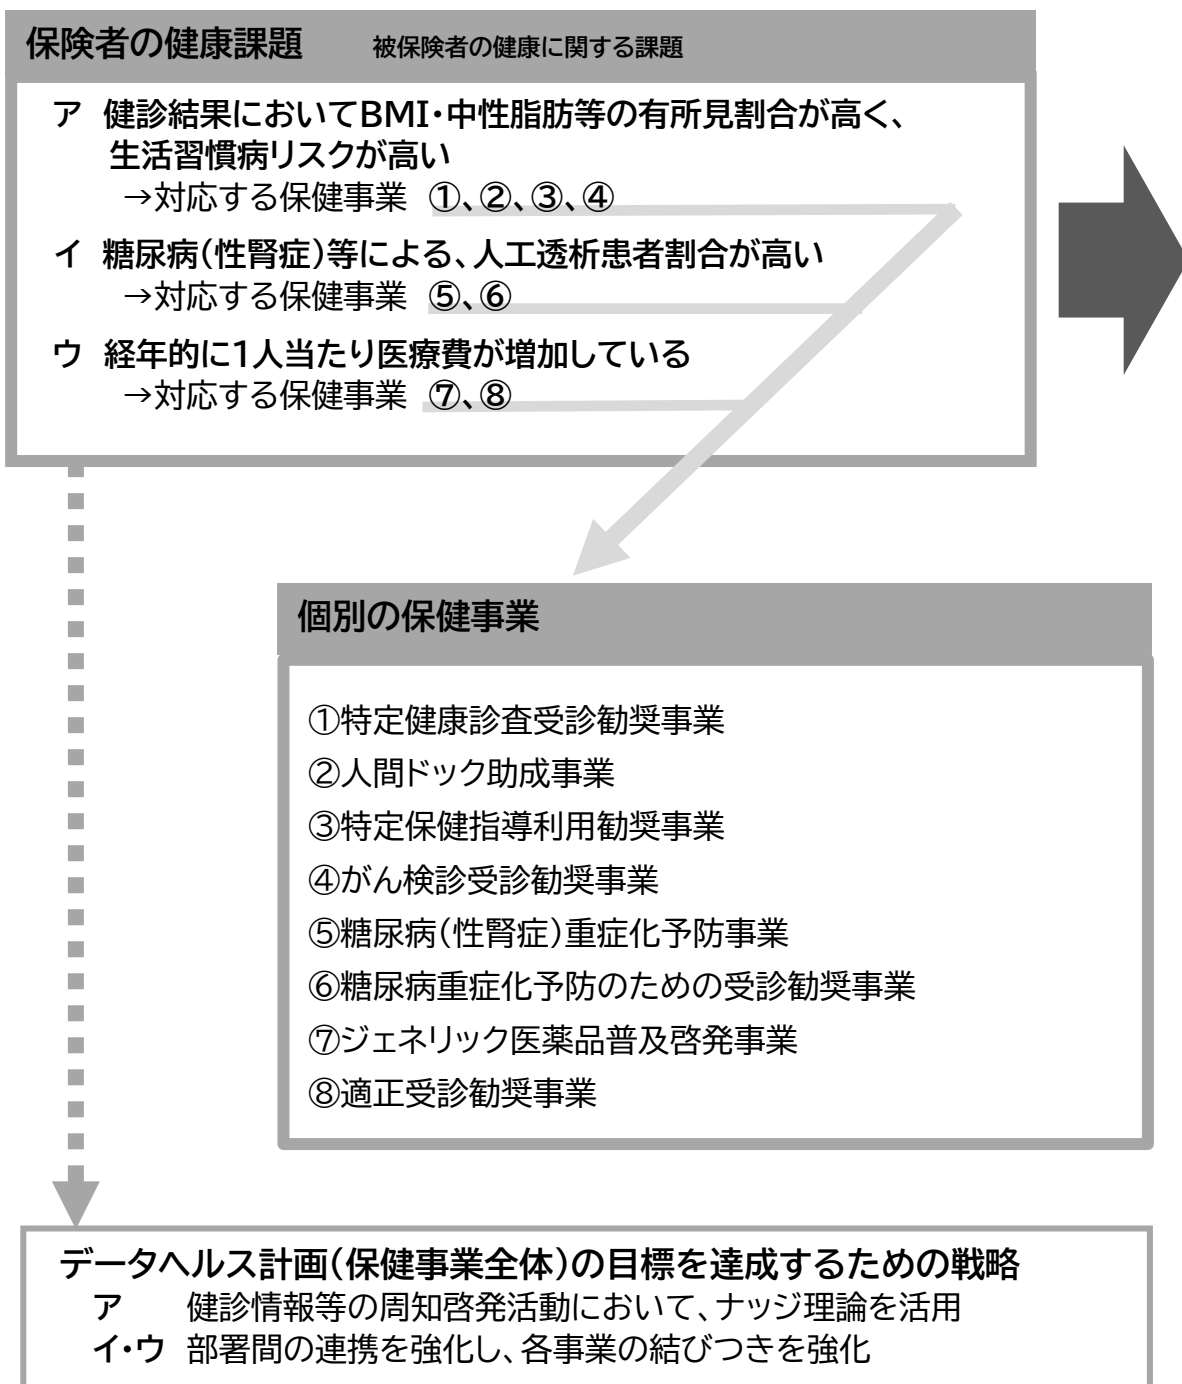 保険者の健康課題 被保険者の健康に関する課題
ア 健診結果においてBMI・中性脂肪等の有所見割合が高く、
生活習慣病リスクが高い
→対応する保健事業 ①、②、③、④
イ 糖尿病(性腎症)等による、人工透析患者割合が高い
→対応する保健事業 ⑤、⑥
ウ 経年的に1人当たり医療費が増加している
→対応する保健事業 ⑦、⑧
個別の保健事業
①特定健康診査受診勧奨事業
②人間ドック助成事業
③特定保健指導利用勧奨事業
④がん検診受診勧奨事業
⑤糖尿病(性腎症)重症化予防事業
⑥糖尿病重症化予防のための受診勧奨事業
⑦ジェネリック医薬品普及啓発事業
⑧適正受診勧奨事業
データヘルス計画(保健事業全体)の目標を達成するための戦略
ア 健診情報等の周知啓発活動において、ナッジ理論を活用
イ・ウ 部署間の連携を強化し、各事業の結びつきを強化